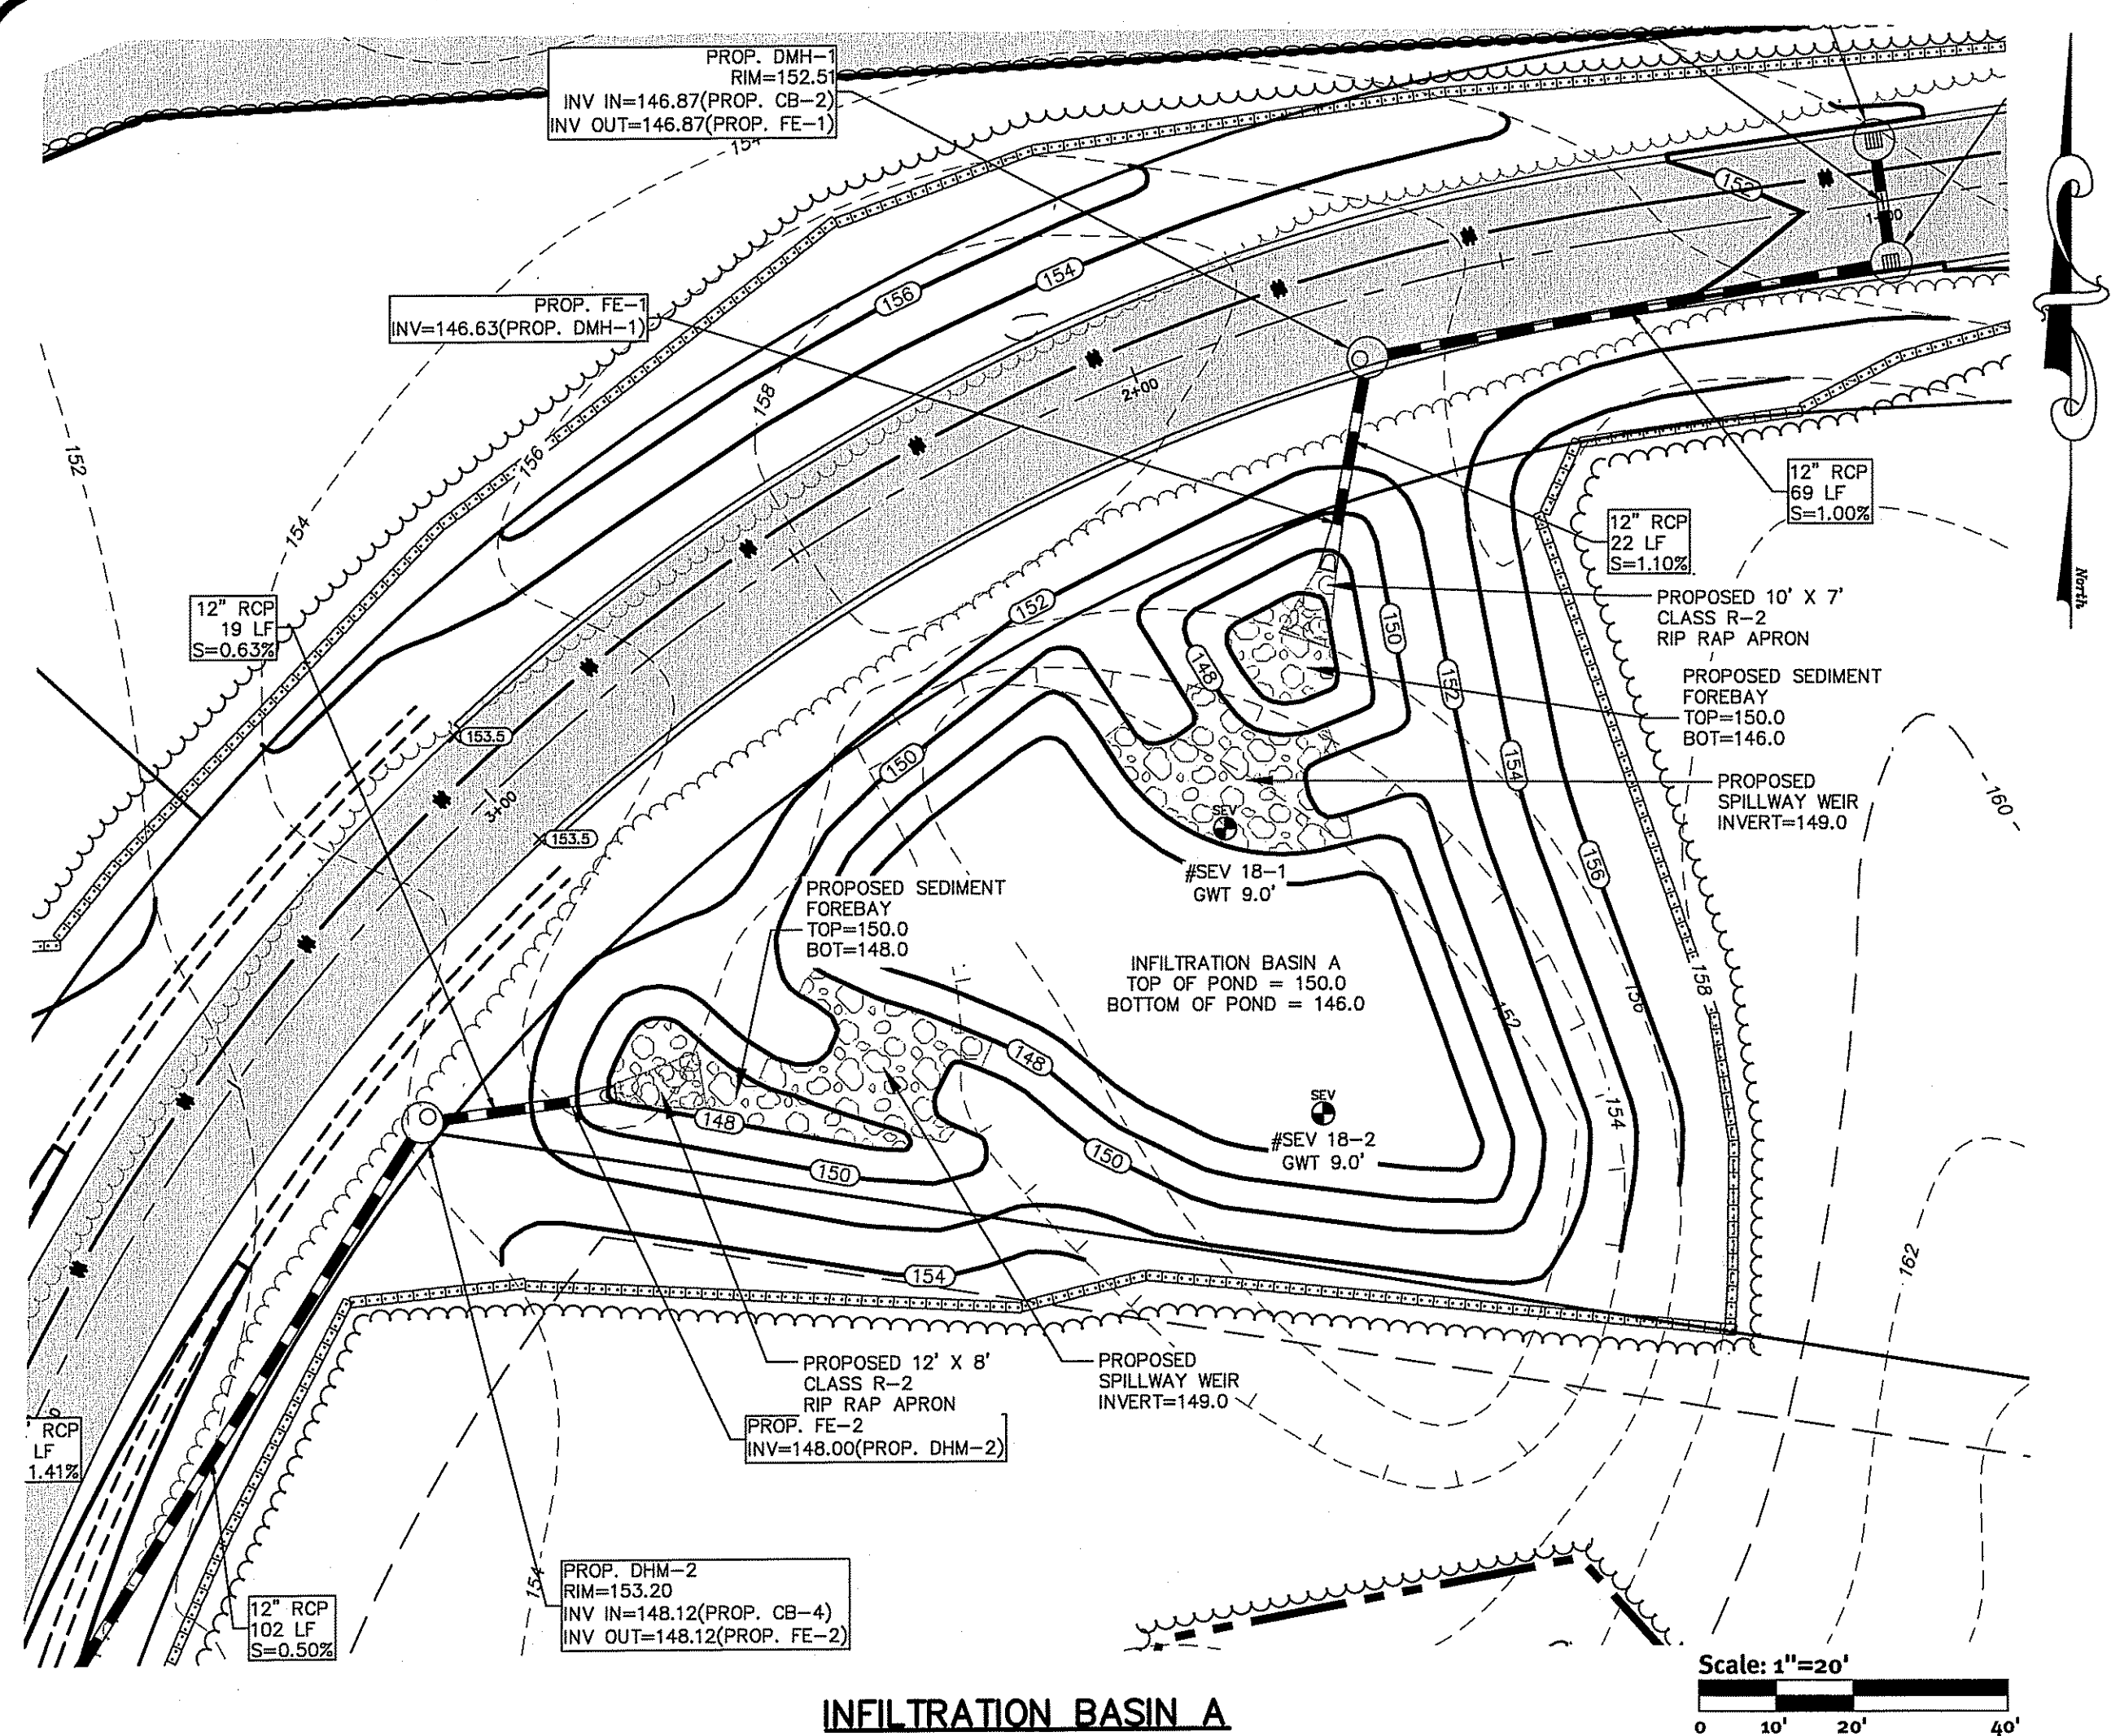 PROP. DMH-1
RIM=152.51
INV IN=146.87(PROP. CB-2)
INV OUT=146.87(PROP. FE-1)
154
152
1+00
156
154
PROP. FE-1
INV=146.63(PROP. DMH-1)
158
2+00
152
156
154
12" RCP
69 LF
S=1.00%
12" RCP
22 LF
S=1.10%
North
12" RCP
19 LF
S=0.63%
152
150
148
152
PROPOSED 10' X 7'
CLASS R-2
RIP RAP APRON
PROPOSED SEDIMENT
FOREBAY
TOP=150.0
BOT=146.0
153.5
150
154
PROPOSED
SPILLWAY WEIR
INVERT=149.0
160
3+00
153.5
SEV
#SEV 18-1
GWT 9.0'
156
PROPOSED SEDIMENT
FOREBAY
TOP=150.0
BOT=148.0
INFILTRATION BASIN A
TOP OF POND = 150.0
BOTTOM OF POND = 146.0
152
156
158
148
148
150
150
SEV
#SEV 18-2
GWT 9.0'
154
154
162
PROPOSED 12' X 8'
CLASS R-2
RIP RAP APRON
PROPOSED
SPILLWAY WEIR
INVERT=149.0
PROP. FE-2
INV=148.00(PROP. DHM-2)
RCP
LF
1.41%
154
PROP. DHM-2
RIM=153.20
INV IN=148.12(PROP. CB-4)
INV OUT=148.12(PROP. FE-2)
12" RCP
102 LF
S=0.50%
Scale: 1"=20'
0 10' 20' 40'
INFILTRATION BASIN A